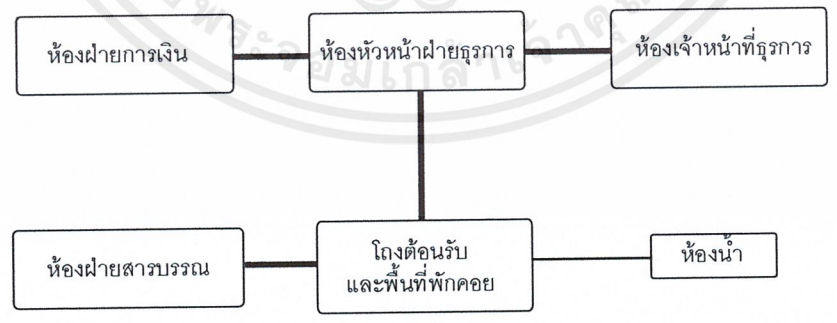 ห้องฝ่ายการเงิน
ห้องหัวหน้าฝ่ายธุรการ
ห้องเจ้าหน้าที่ธุรการ
ห้องฝ่ายสารบรรณ
โถงต้อนรับ
และพื้นที่พักคอย
ห้องน้ำ